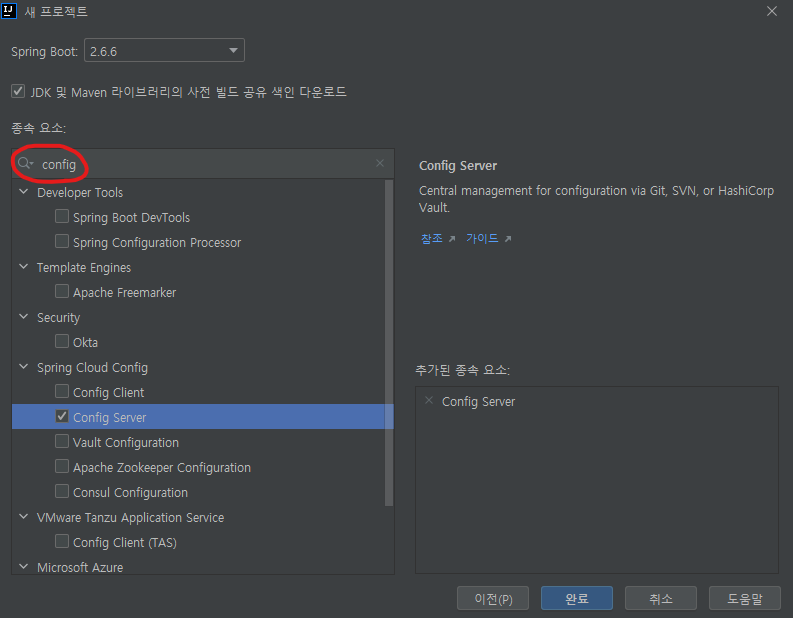 IJ 새 프로젝트
Spring Boot: 2.6.6
JDK 및 Maven 라이브러리의 사전 빌드 공유 색인 다운로드
종속 요소:
config
Developer Tools
Spring Boot DevTools
Spring Configuration Processor
Template Engines
Apache Freemarker
Security
Okta
Spring Cloud Config
Config Client
Config Server
Vault Configuration
Apache Zookeeper Configuration
Consul Configuration
VMware Tanzu Application Service
Config Client (TAS)
Microsoft Azure
Config Server
Central management for configuration via Git, SVN, or HashiCorp
Vault.
참조 가이드
추가된 종속 요소:
Config Server
이전(P) 완료 취소 도움말